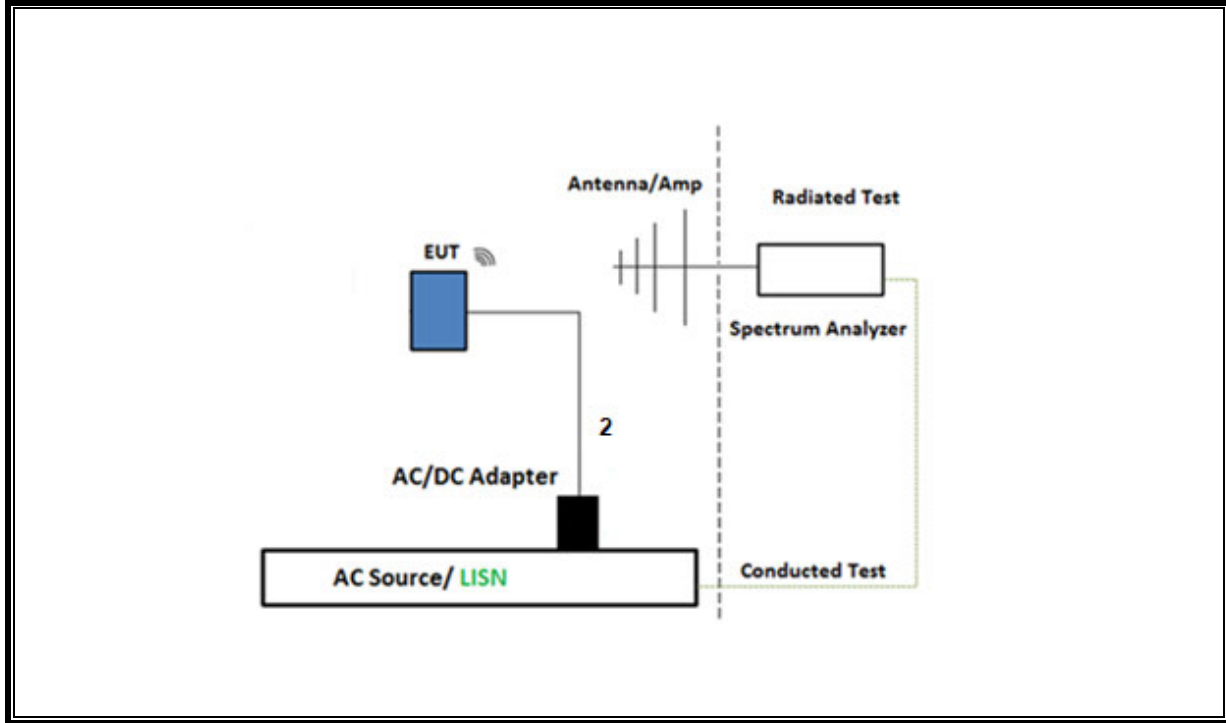 Antenna/Amp
Radiated Test
EUT
Spectrum Analyzer
2
AC/DC Adapter
AC Source/ LISN
Conducted Test